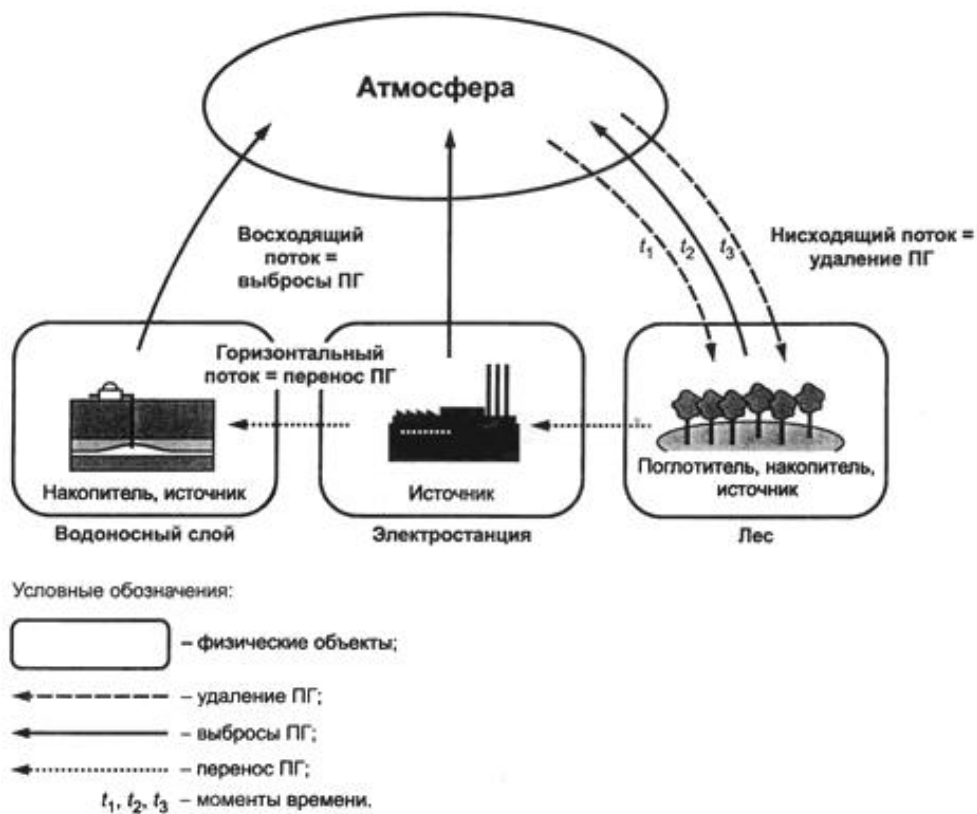 Атмосфера
Восходящий
поток =
выбросы ПГ
t1 t2 t3
Нисходящий поток =
удаление ПГ
Горизонтальный
поток = перенос ПГ
Накопитель, источник
Водоносный слой
Источник
Электростанция
Поглотитель, накопитель,
источник
Лес
Условные обозначения:
– физические объекты;
– удаление ПГ;
– выбросы ПГ;
– перенос ПГ;
t1, t2, t3 – моменты времени.